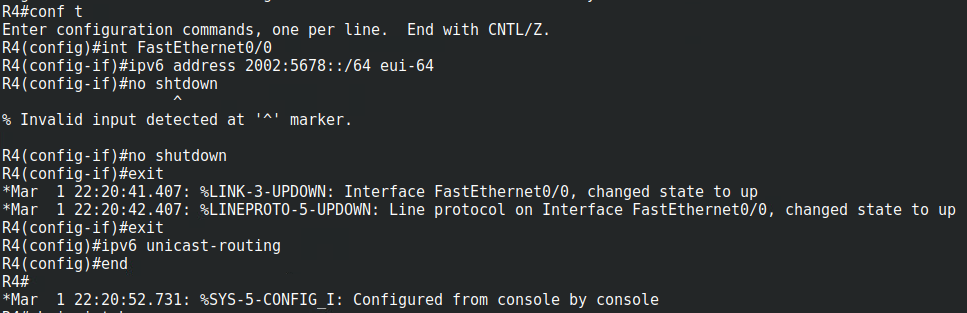 R4#conf t
Enter configuration commands, one per line.  End with CNTL/Z.
R4(config)#int FastEthernet0/0
R4(config-if)#ipv6 address 2002:5678::/64 eui-64
R4(config-if)#no shtdown
                   ^
% Invalid input detected at '^' marker.

R4(config-if)#no shutdown
R4(config-if)#exit
*Mar  1 22:20:41.407: %LINK-3-UPDOWN: Interface FastEthernet0/0, changed state to up
*Mar  1 22:20:42.407: %LINEPROTO-5-UPDOWN: Line protocol on Interface FastEthernet0/0, changed state to up
R4(config-if)#exit
R4(config)#ipv6 unicast-routing
R4(config)#end
R4#
*Mar  1 22:20:52.731: %SYS-5-CONFIG_I: Configured from console by console